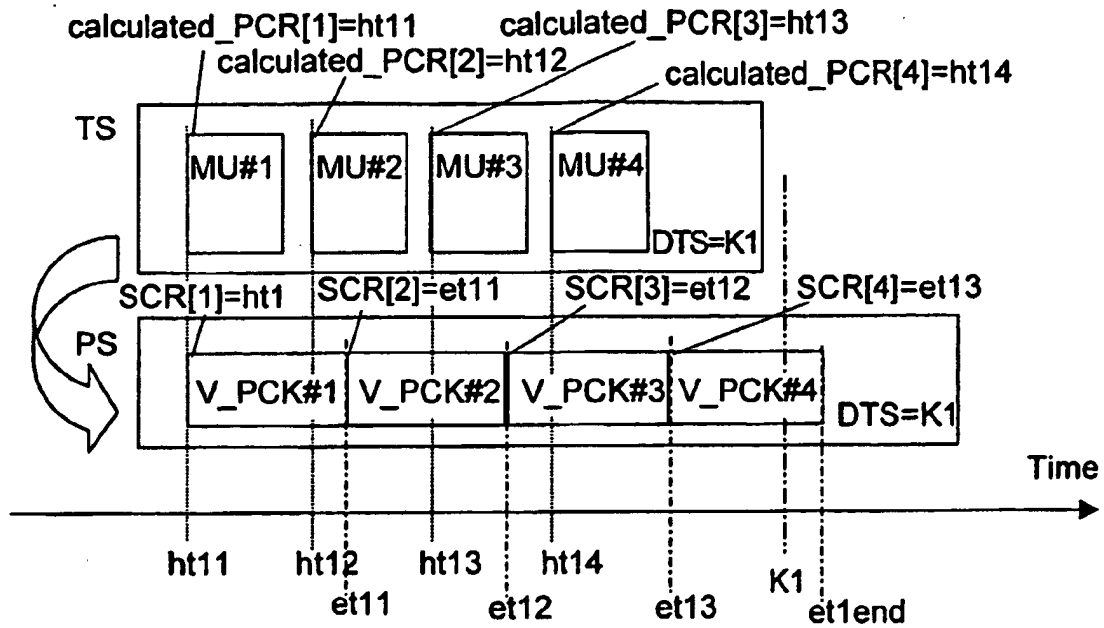 calculated_PCR[1]=ht11
calculated_PCR[3]=ht13
calculated_PCR[2]=ht12
calculated_PCR[4]=ht14
TS
MU#1
MU#2
MU#3
MU#4
DTS=K1
SCR[1]=ht1
SCR[2]=et11
SCR[3]=et12
SCR[4]=et13
PS
V_PCK#1
V_PCK#2
V_PCK#3
V_PCK#4
DTS=K1
Time
ht11
ht12
ht13
ht14
K1
et11
et12
et13
et1end